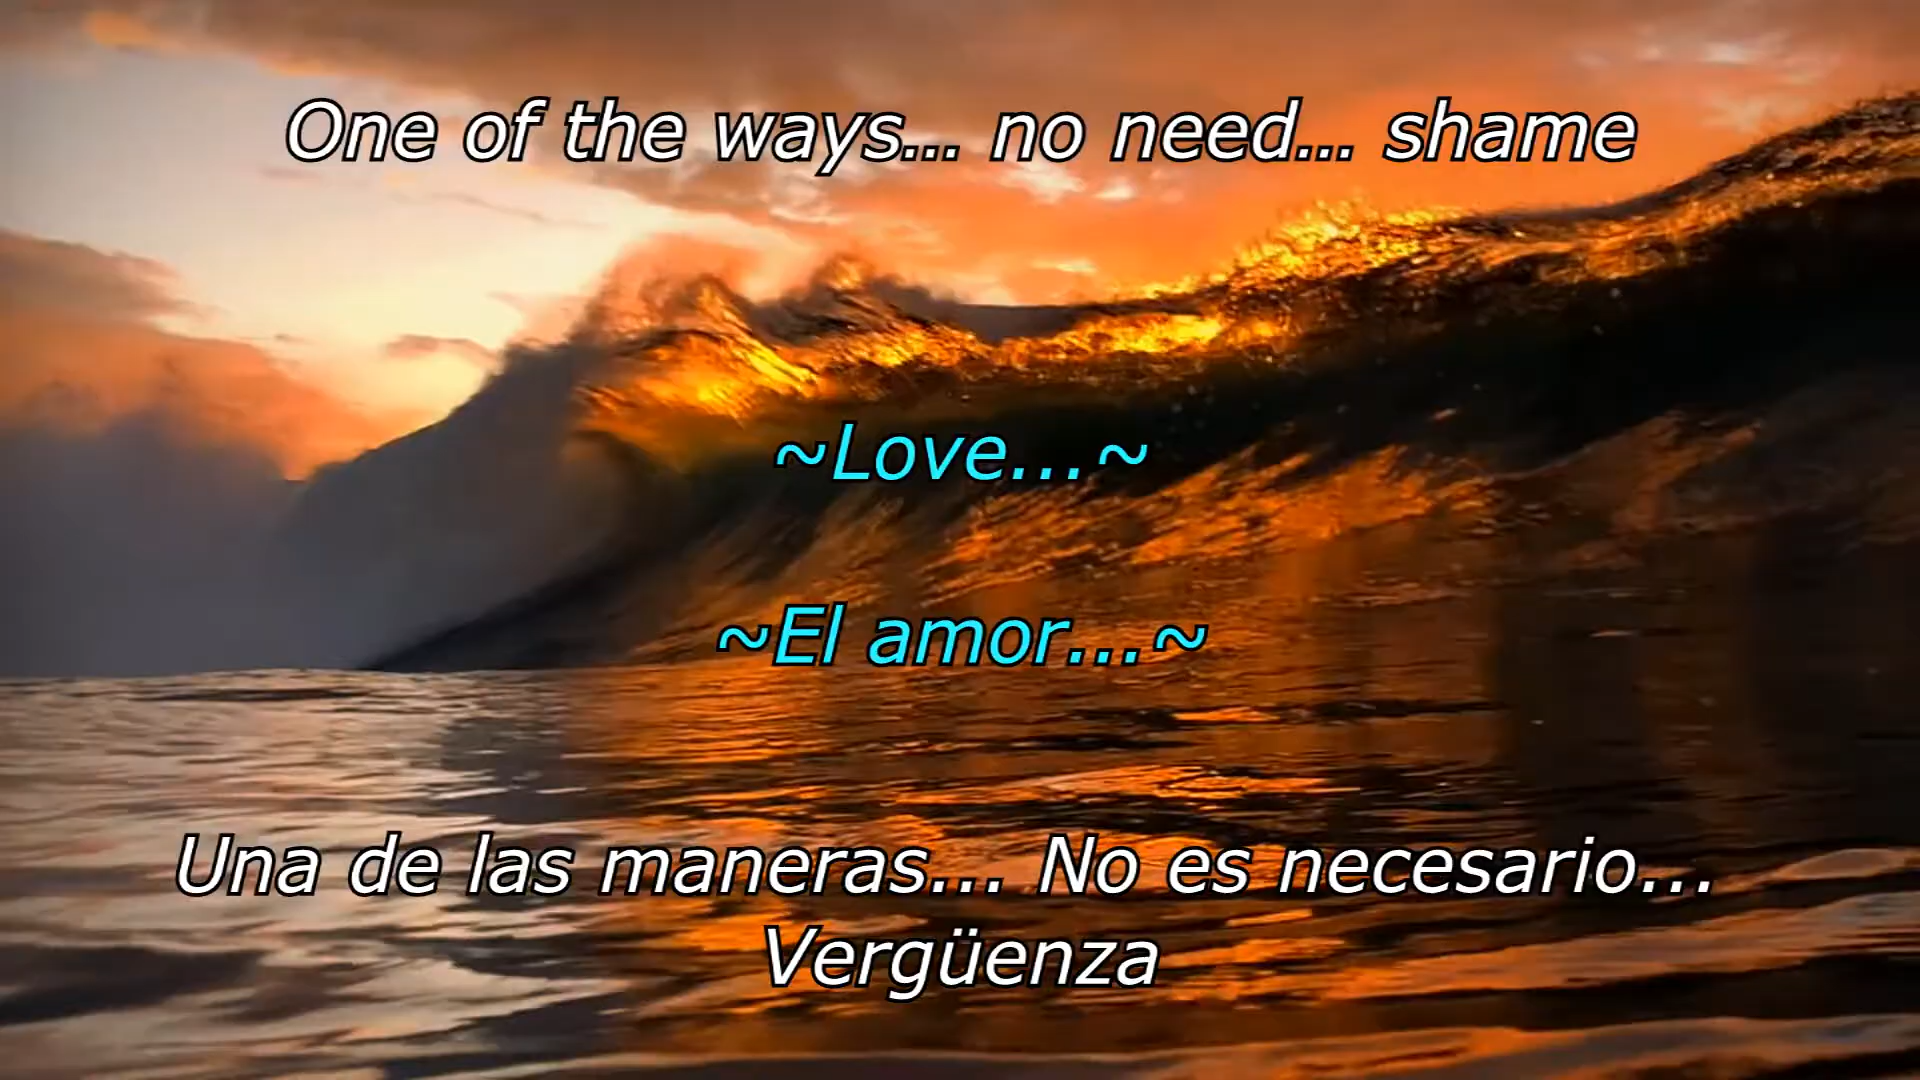 One of the ways... no need... shame
~Love...~
~El amor...~
Una de las maneras... No es necesario...
Vergüenza